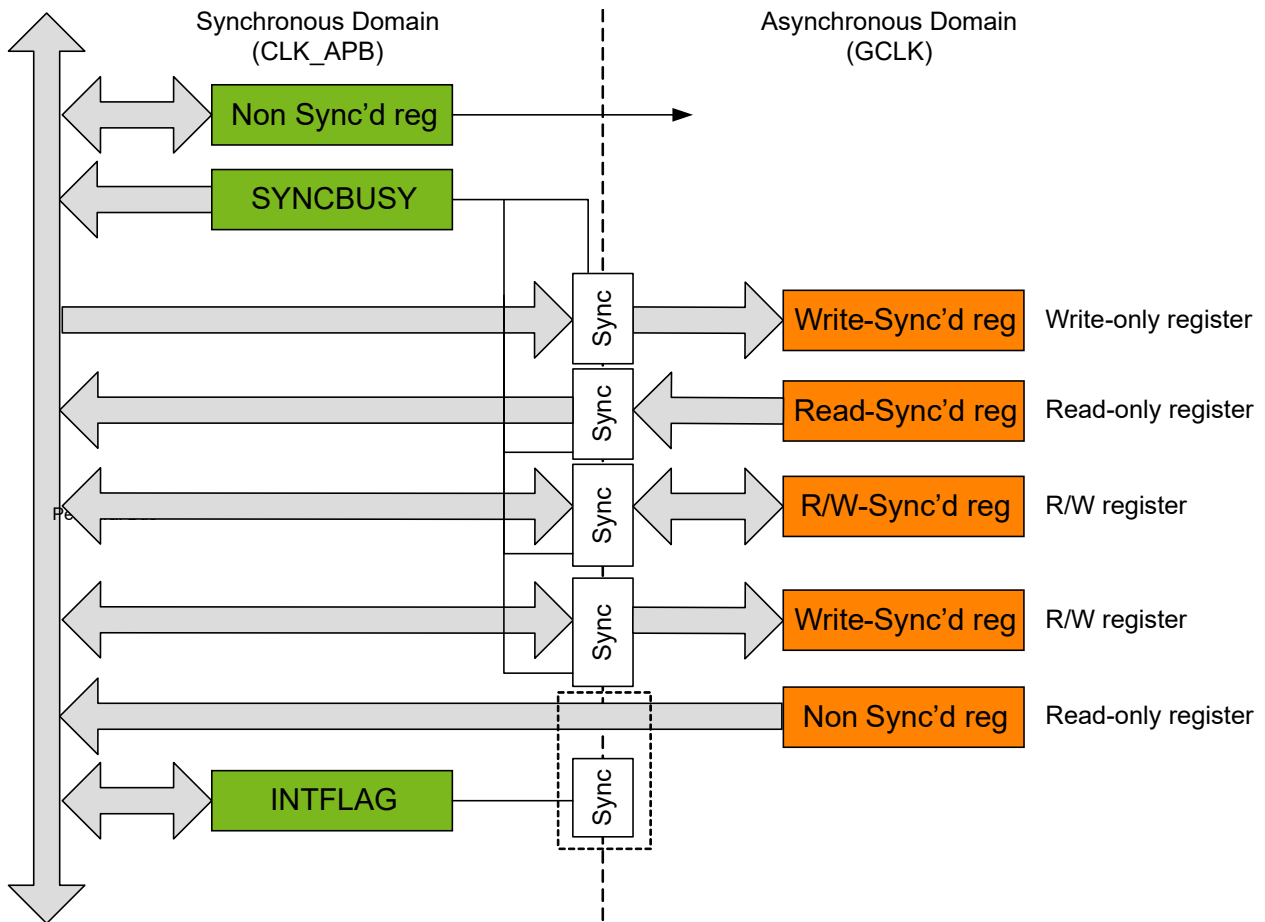 Synchronous Domain
(CLK_APB)
Asynchronous Domain
(GCLK)
Non Sync’d reg
SYNCBUSY
Sync
Write-Sync’d reg
Write-only register
Sync
Read-Sync’d reg
Read-only register
Sync
R/W-Sync’d reg
R/W register
Sync
Write-Sync’d reg
R/W register
Non Sync’d reg
Read-only register
INTFLAG
Sync